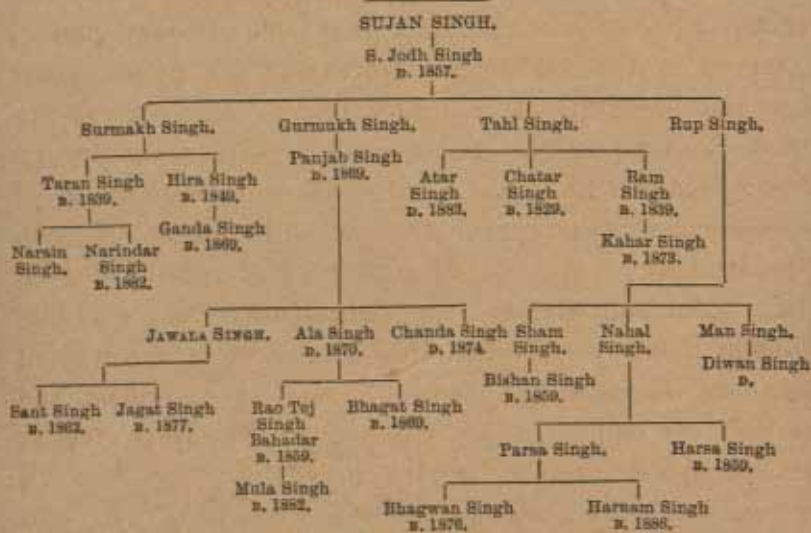 SUJAN SINGH.
S. Jodh Singh
D. 1857.
Surmakh Singh. Gurmukh Singh. Tahl Singh. Rup Singh.
Panjab Singh
D. 1869.
Taran Singh Hira Singh Atar Chatar Ram
B. 1839. B. 1849. Singh Singh Singh
D. 1883. B. 1829. B. 1839.
Ganda Singh
B. 1869.
Narain Narindar Kahar Singh
Singh. Singh B. 1873.
B. 1882.
JAWALA SINGH. Ala Singh Chanda Singh Sham Nahal Man Singh.
D. 1870. D. 1874. Singh. Singh.
Diwan Singh
D.
Bishan Singh
B. 1859.
Sant Singh Jagat Singh Rao Tej Bhagat Singh
B. 1862. B. 1877. Singh B. 1869.
Bahadar
B. 1859.
Parsa Singh. Harsa Singh
B. 1859.
Mula Singh
B. 1882.
Bhagwan Singh Harnam Singh
B. 1876. B. 1888.